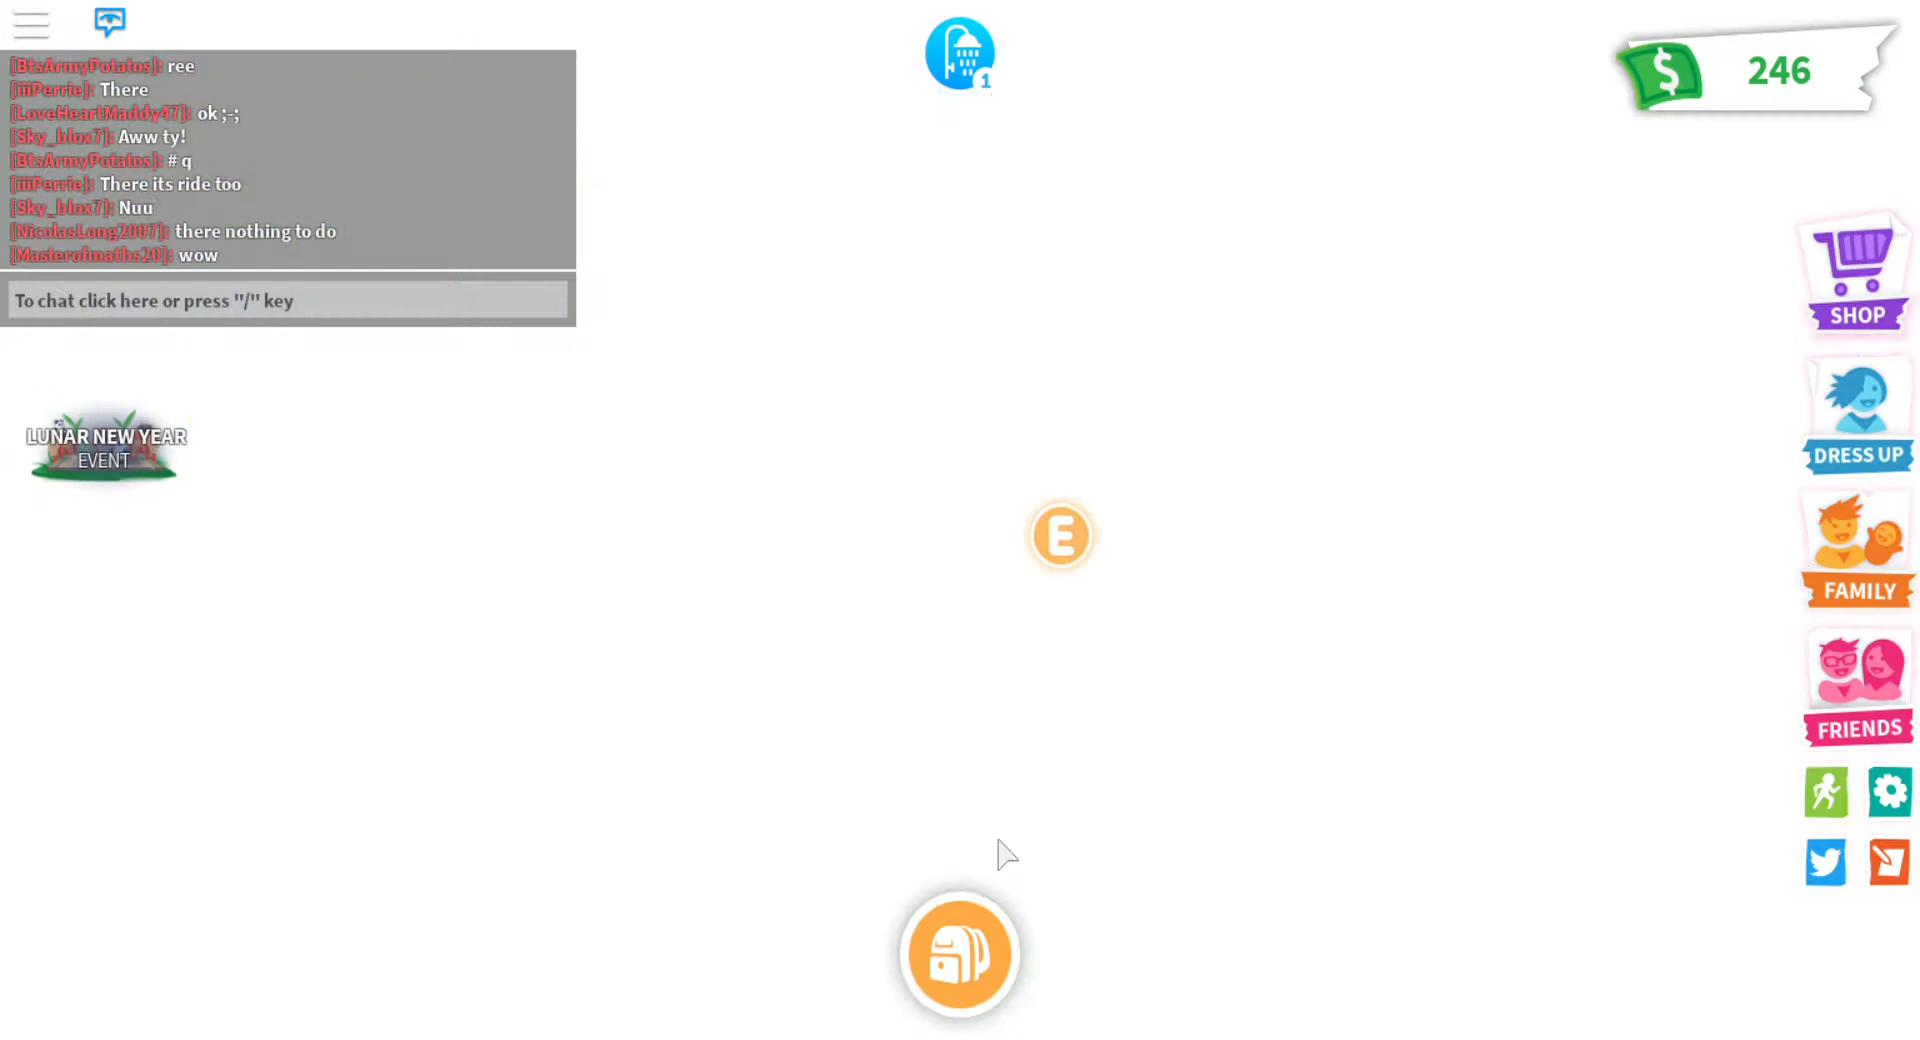 [BtsArmyPotatos]: ree
[iiiPerrie]: There
[LoveHeartMaddy47]: ok ;-;
[Sky_blox7]: Aww ty!
[BtsArmyPotatos]: # q
[iiiPerrie]: There its ride too
[Sky_blox7]: Nuu
[NicolasLong2007]: there nothing to do
[Masterofmaths20]: wow
To chat click here or press "/" key
1
$ 246
LUNAR NEW YEAR
EVENT
E
SHOP
DRESS UP
FAMILY
FRIENDS